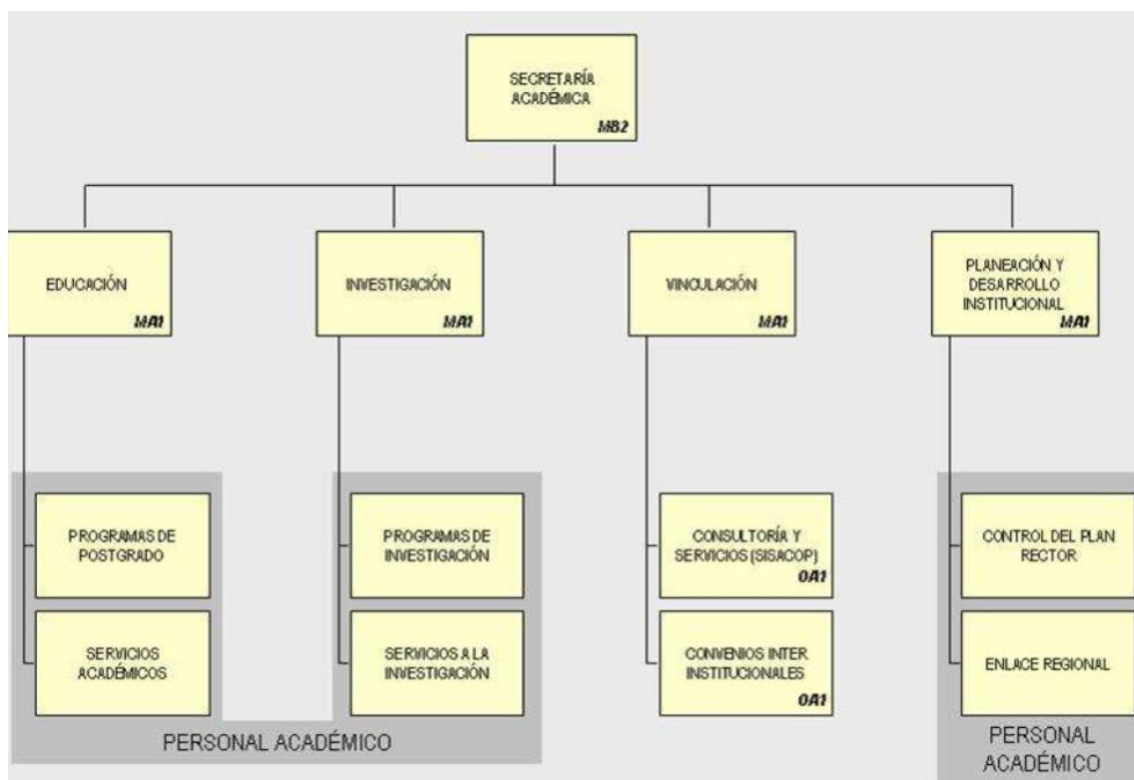 SECRETARÍA
ACADÉMICA
MB2
EDUCACIÓN
MA1
INVESTIGACIÓN
MA1
VINCULACIÓN
MA1
PLANEACIÓN Y
DESARROLLO
INSTITUCIONAL
MA1
PROGRAMAS DE
POSTGRADO
SERVICIOS
ACADÉMICOS
PROGRAMAS DE
INVESTIGACIÓN
SERVICIOS A LA
INVESTIGACIÓN
PERSONAL ACADÉMICO
CONSULTORÍA Y
SERVICIOS (SISACOP)
OA1
CONVENIOS INTER
INSTITUCIONALES
OA1
CONTROL DEL PLAN
RECTOR
ENLACE REGIONAL
PERSONAL
ACADÉMICO